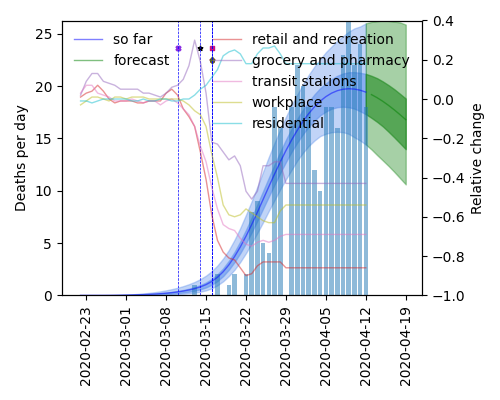 so far
forecast
retail and recreation
grocery and pharmacy
transit stations
workplace
residential
Deaths per day
25
20
15
10
5
0
Relative change
0.4
0.2
0.0
−0.2
−0.4
−0.6
−0.8
−1.0
2020-02-23
2020-03-01
2020-03-08
2020-03-15
2020-03-22
2020-03-29
2020-04-05
2020-04-12
2020-04-19